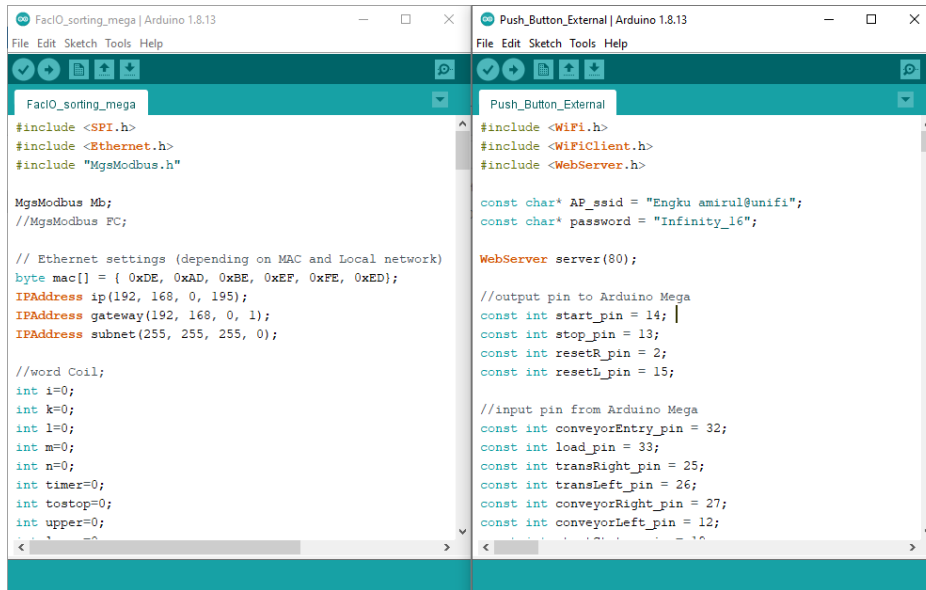 FacIO_sorting_mega | Arduino 1.8.13
File Edit Sketch Tools Help
FacIO_sorting_mega
#include <SPI.h>
#include <Ethernet.h>
#include "MgsModbus.h"
MgsModbus Mb;
//MgsModbus FC;
// Ethernet settings (depending on MAC and Local network)
byte mac[] = { 0xDE, 0xAD, 0xBE, 0xEF, 0xFE, 0xED};
IPAddress ip(192, 168, 0, 195);
IPAddress gateway(192, 168, 0, 1);
IPAddress subnet(255, 255, 255, 0);
//word Coil;
int i=0;
int k=0;
int l=0;
int m=0;
int n=0;
int timer=0;
int tostop=0;
int upper=0;
Push_Button_External | Arduino 1.8.13
File Edit Sketch Tools Help
Push_Button_External
#include <WiFi.h>
#include <WiFiClient.h>
#include <WebServer.h>
const char* AP_ssid = "Engku amirul@unifi";
const char* password = "Infinity_16";
WebServer server(80);
//output pin to Arduino Mega
const int start_pin = 14;
const int stop_pin = 13;
const int resetR_pin = 2;
const int resetL_pin = 15;
//input pin from Arduino Mega
const int conveyorEntry_pin = 32;
const int load_pin = 33;
const int transRight_pin = 25;
const int transLeft_pin = 26;
const int conveyorRight_pin = 27;
const int conveyorLeft_pin = 12;